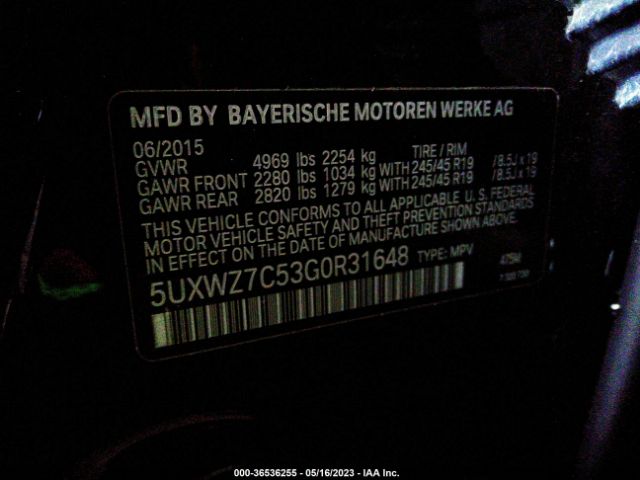 MFD BY BAYERISCHE MOTOREN WERKE AG
06/2015 TIRE / RIM
GVWR 4969 lbs 2254 kg
GAWR FRONT 2280 lbs 1034 kg WITH 245/45 R19 /8.5J x 19
GAWR REAR 2820 lbs 1279 kg WITH 245/45 R19 /8.5J x 19
THIS VEHICLE CONFORMS TO ALL APPLICABLE U.S. FEDERAL
MOTOR VEHICLE SAFETY AND THEFT PREVENTION STANDARDS
IN EFFECT ON THE DATE OF MANUFACTURE SHOWN ABOVE.
5UXWZ7C53G0R31648 TYPE: MPV
000-36536255 - 05/16/2023 - IAA Inc.